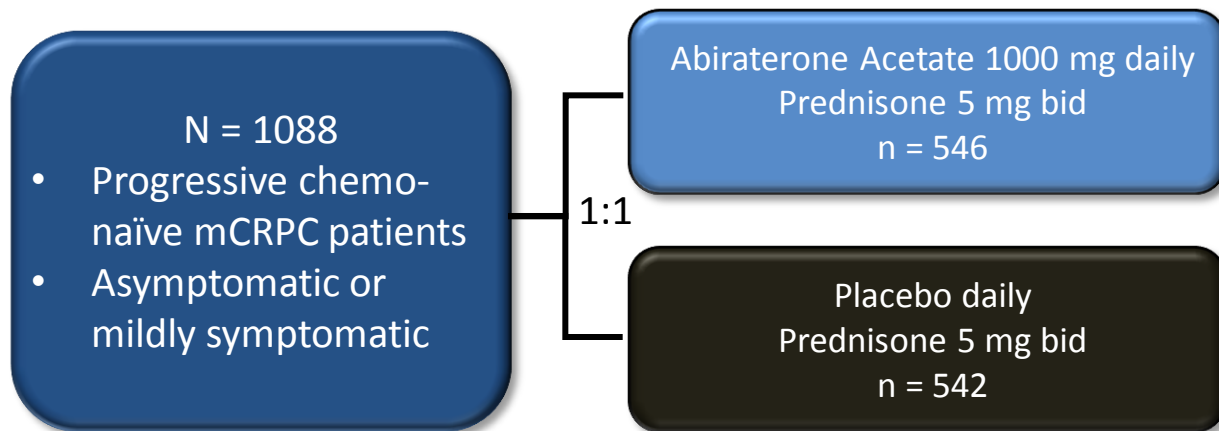 N = 1088
• Progressive chemo-
naïve mCRPC patients
• Asymptomatic or
mildly symptomatic
1:1
Abiraterone Acetate 1000 mg daily
Prednisone 5 mg bid
n = 546
Placebo daily
Prednisone 5 mg bid
n = 542